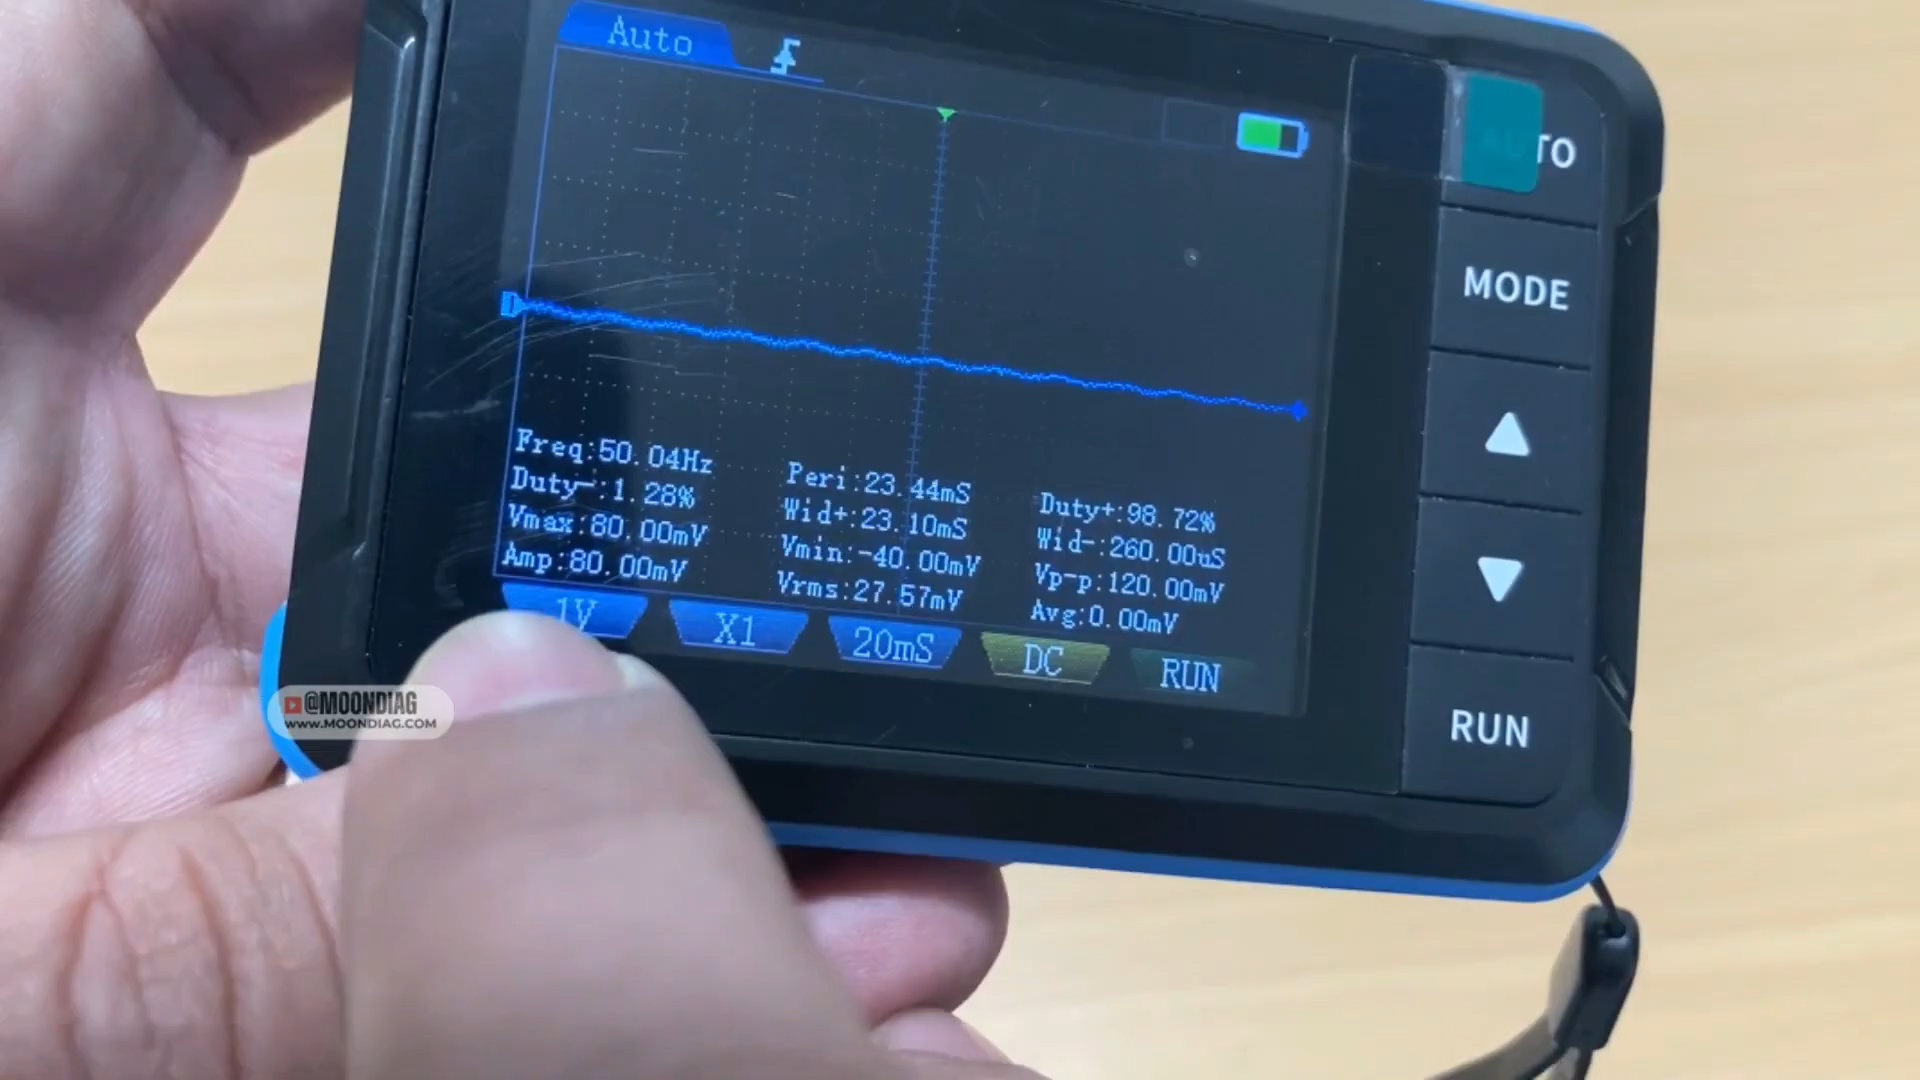 Auto
AUTO
MODE
Freq:50.04Hz
Peri:23.44mS
Duty+:98.72%
Duty-:1.28%
Wid+:23.10mS
Wid-:260.00uS
Vmax:80.00mV
Vmin:-40.00mV
Vp-p:120.00mV
Amp:80.00mV
Vrms:27.57mV
Avg:0.00mV
1V
X1
20mS
DC
RUN
RUN
@MOONDIAG
www.MOONDIAG.COM